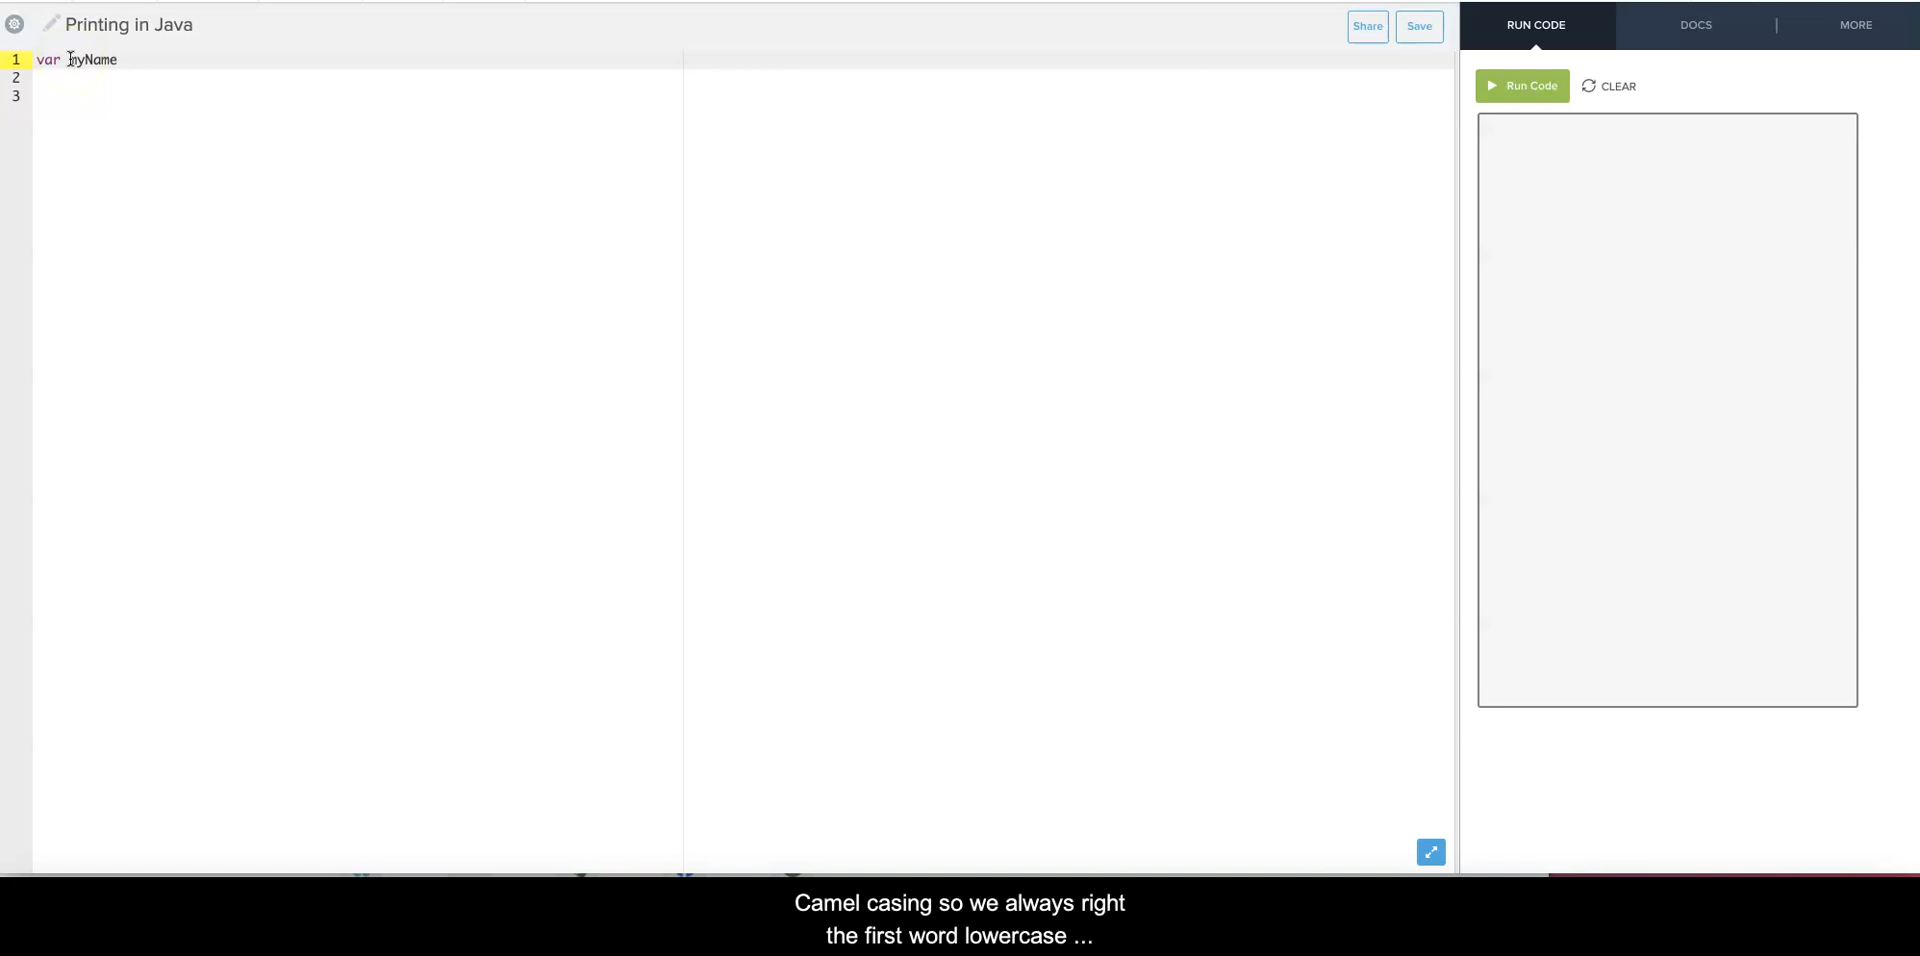 Printing in Java
Share
Save
RUN CODE
DOCS
|
MORE
1 var myName
2
3
Run Code
CLEAR
Camel casing so we always right
the first word lowercase ...